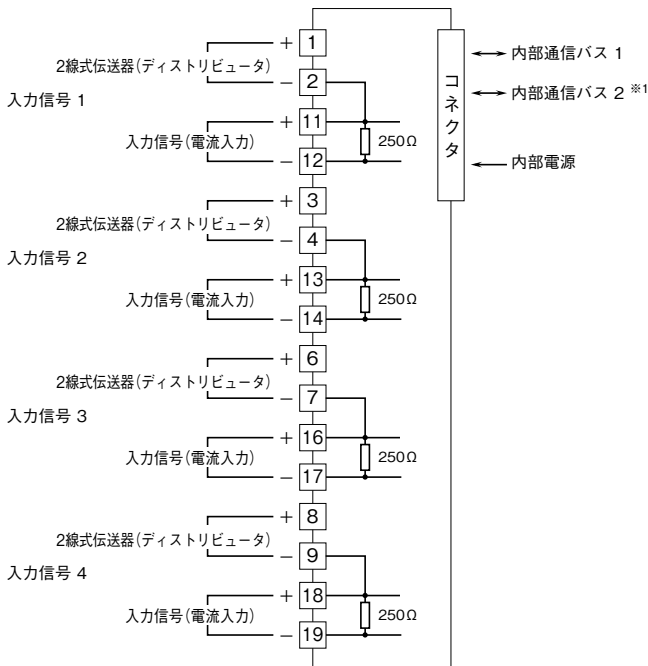 + 1
2線式伝送器(ディストリビュータ)
− 2
入力信号 1
+ 11
入力信号(電流入力)
250Ω
− 12
+ 3
2線式伝送器(ディストリビュータ)
− 4
入力信号 2
+ 13
入力信号(電流入力)
250Ω
− 14
+ 6
2線式伝送器(ディストリビュータ)
− 7
入力信号 3
+ 16
入力信号(電流入力)
250Ω
− 17
+ 8
2線式伝送器(ディストリビュータ)
− 9
入力信号 4
+ 18
入力信号(電流入力)
250Ω
− 19
コネクタ
内部通信バス 1
内部通信バス 2 ※1
内部電源